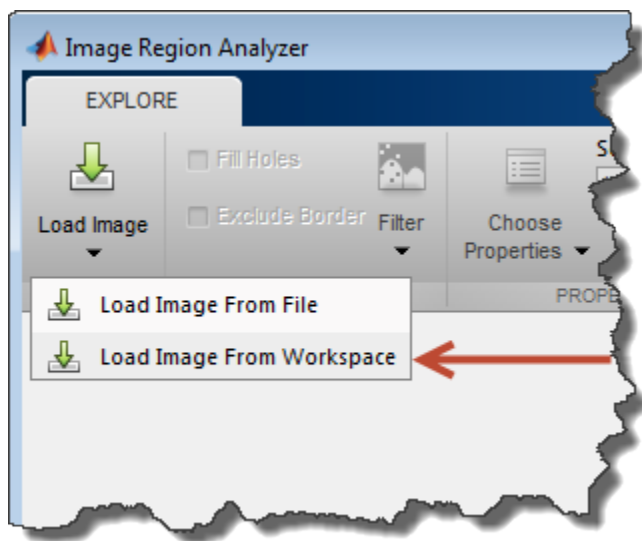 Image Region Analyzer
EXPLORE
Load Image
Fill Holes
Exclude Border
Filter
Choose
Properties
Load Image From File
Load Image From Workspace